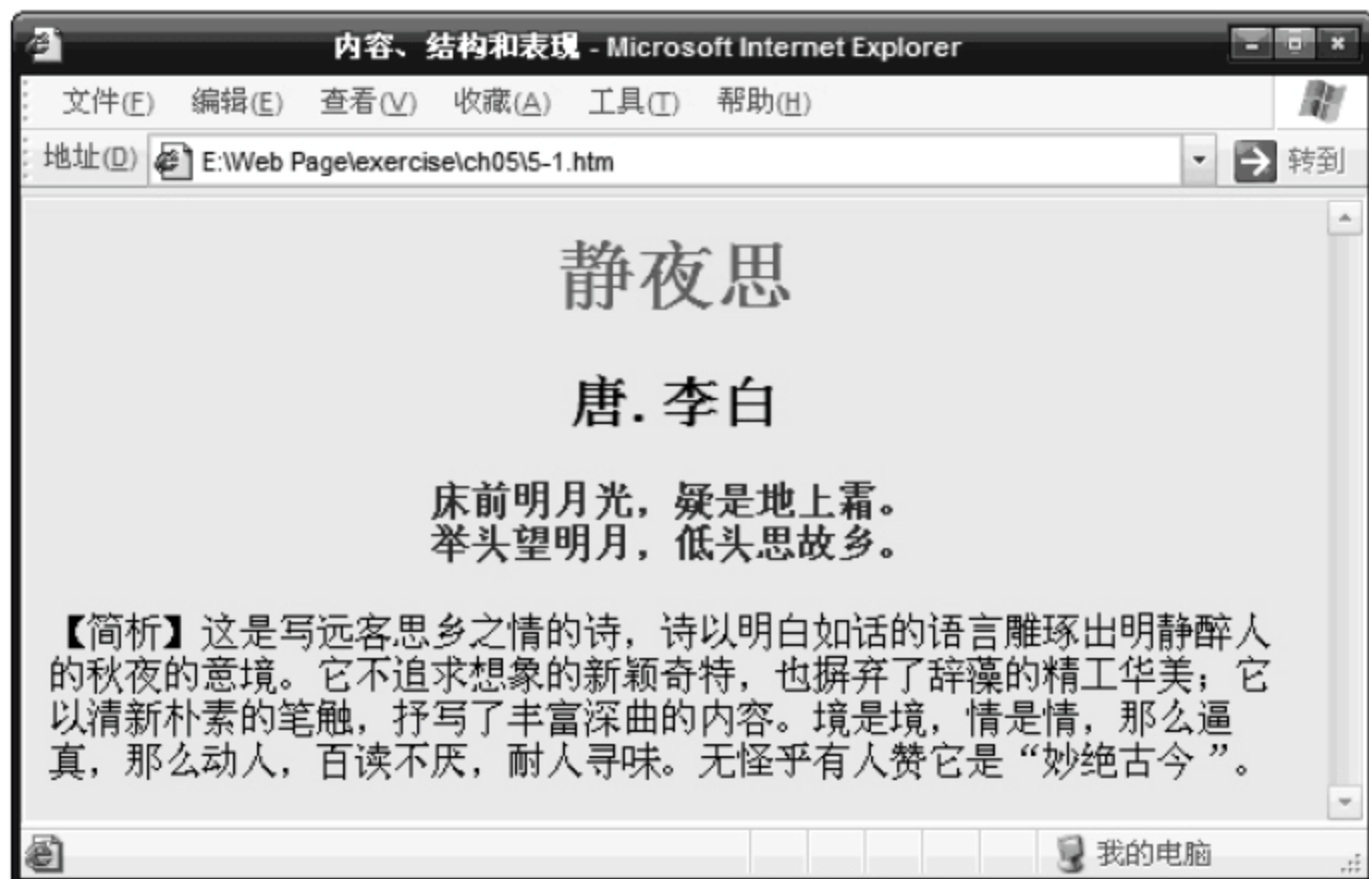 内容、结构和表现 - Microsoft Internet Explorer
文件(F) 编辑(E) 查看(V) 收藏(A) 工具(T) 帮助(H)
地址(D) E:\Web Page\exercise\ch05\5-1.htm 转到
静夜思
唐.李白
床前明月光，疑是地上霜。
举头望明月，低头思故乡。
【简析】这是写远客思乡之情的诗，诗以明白如话的语言雕琢出明静醉人
的秋夜的意境。它不追求想象的新颖奇特，也摒弃了辞藻的精工华美；它
以清新朴素的笔触，抒写了丰富深曲的内容。境是境，情是情，那么逼
真，那么动人，百读不厌，耐人寻味。无怪乎有人赞它是“妙绝古今 ”。
我的电脑